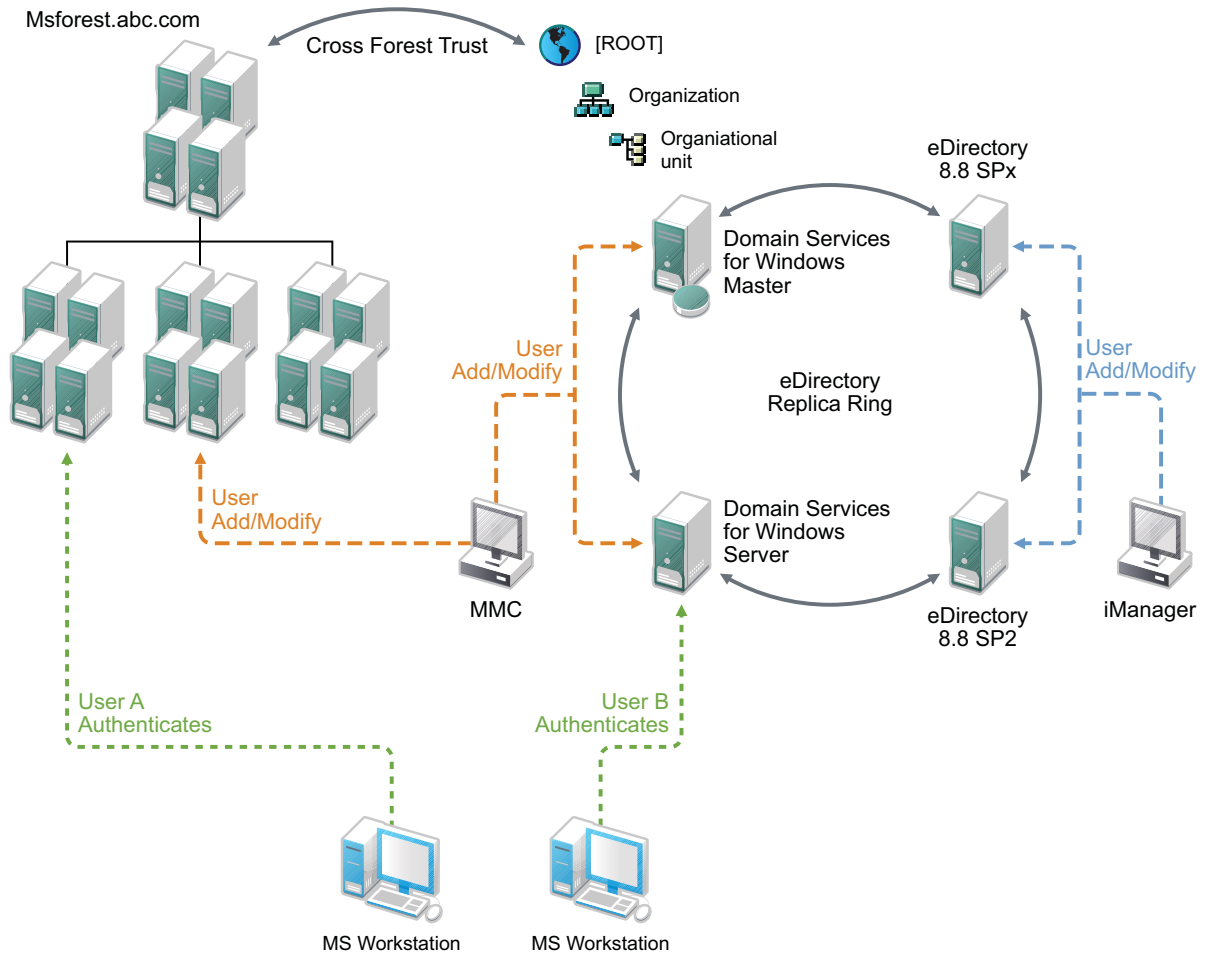 Msforest.abc.com
Cross Forest Trust
[ROOT]
Organization
Organiational
unit
eDirectory
8.8 SPx
Domain Services
for Windows
Master
User
Add/Modify
eDirectory
Replica Ring
User
Add/Modify
User
Add/Modify
Domain Services
for Windows
Server
MMC
eDirectory
8.8 SP2
iManager
User A
Authenticates
User B
Authenticates
MS Workstation
MS Workstation